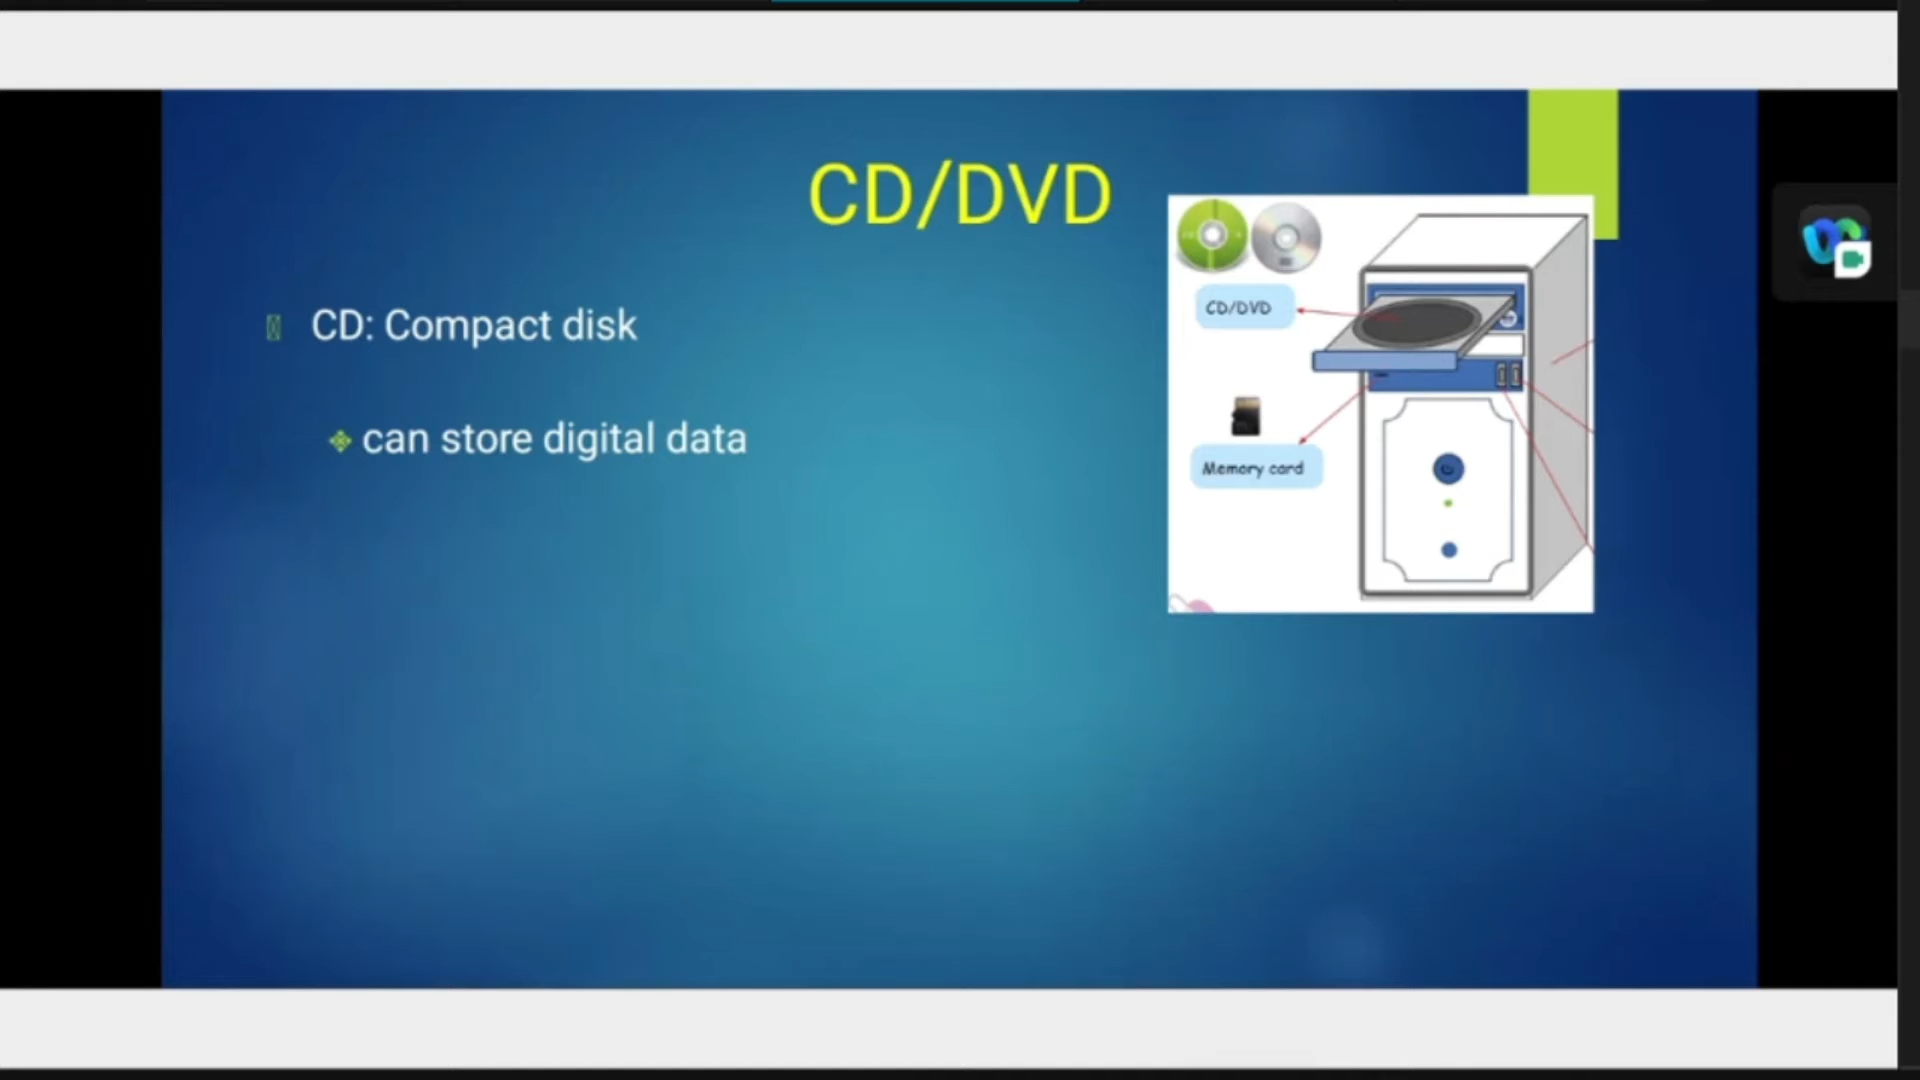 CD/DVD
CD: Compact disk
can store digital data
CD/DVD
Memory card